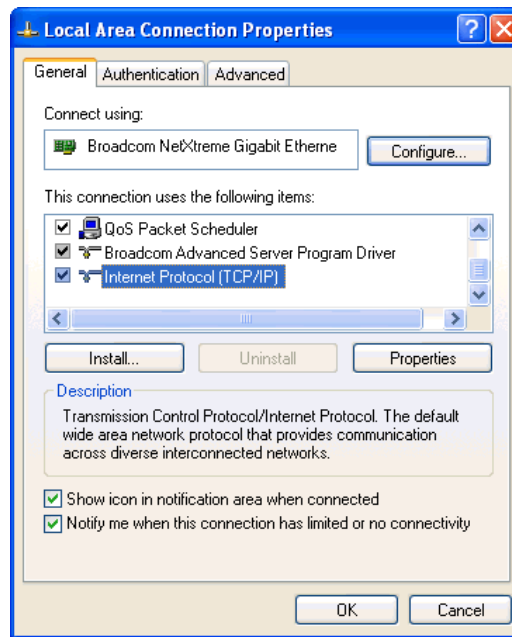 Local Area Connection Properties
General Authentication Advanced
Connect using:
Broadcom NetXtreme Gigabit Etherne
Configure...
This connection uses the following items:
QoS Packet Scheduler
Broadcom Advanced Server Program Driver
Internet Protocol (TCP/IP)
Install... Uninstall Properties
Description
Transmission Control Protocol/Internet Protocol. The default
wide area network protocol that provides communication
across diverse interconnected networks.
Show icon in notification area when connected
Notify me when this connection has limited or no connectivity
OK Cancel